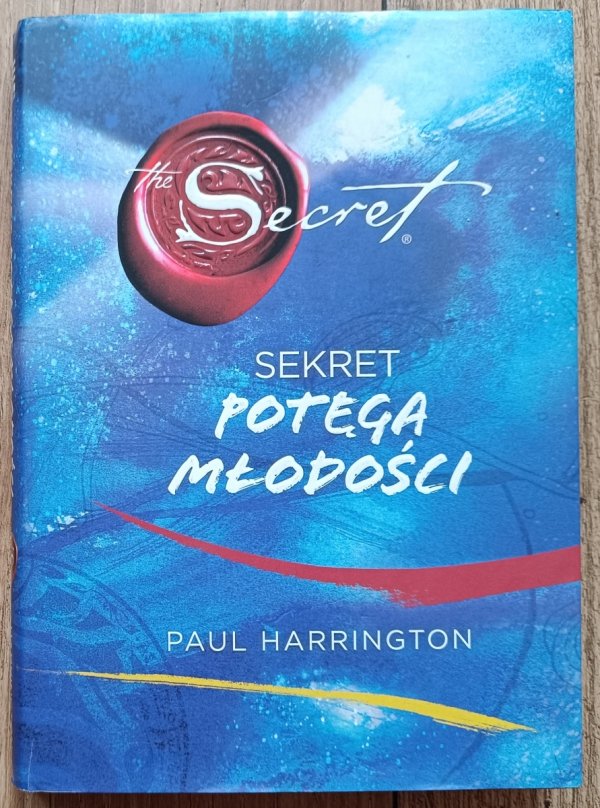 the Secret®
SEKRET
POTĘGA
MŁODOŚCI
PAUL HARRINGTON